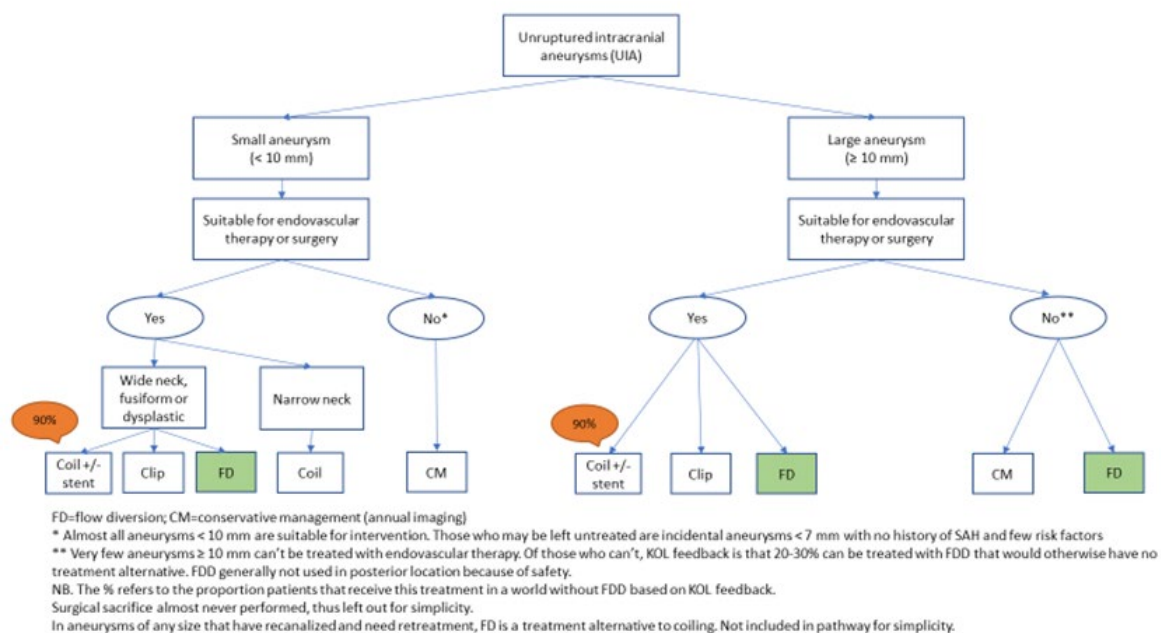 Unruptured intracranial
aneurysms (UIA)
Small aneurysm
(< 10 mm)
Large aneurysm
(≥ 10 mm)
Suitable for endovascular
therapy or surgery
Suitable for endovascular
therapy or surgery
Yes
No*
Yes
No**
Wide neck,
fusiform or
dysplastic
Narrow neck
90%
90%
Coil +/-
stent
Clip
FD
Coil
CM
Coil +/-
stent
Clip
FD
CM
FD
FD=flow diversion; CM=conservative management (annual imaging)
* Almost all aneurysms < 10 mm are suitable for intervention. Those who may be left untreated are incidental aneurysms < 7 mm with no history of SAH and few risk factors
** Very few aneurysms ≥ 10 mm can't be treated with endovascular therapy. Of those who can't, KOL feedback is that 20-30% can be treated with FDD that would otherwise have no
treatment alternative. FDD generally not used in posterior location because of safety.
NB. The % refers to the proportion patients that receive this treatment in a world without FDD based on KOL feedback.
Surgical sacrifice almost never performed, thus left out for simplicity.
In aneurysms of any size that have recanalized and need retreatment, FD is a treatment alternative to coiling. Not included in pathway for simplicity.